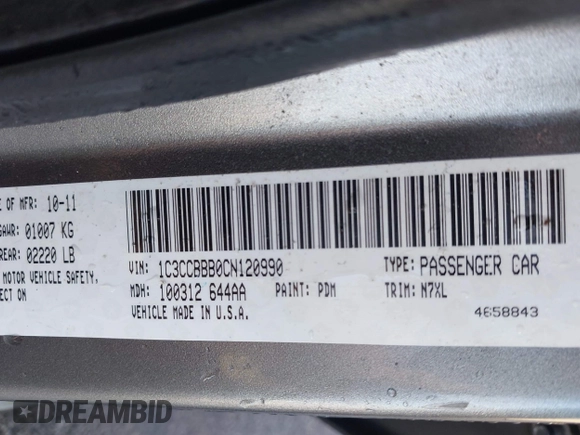 E OF MFR: 10-11
GAWR: 01007 KG
REAR: 02220 LB
MOTOR VEHICLE SAFETY,
ECT ON
VIN: 1C3CCBBB0CN120990 TYPE: PASSENGER CAR
MDH: 100312 644AA PAINT: PDM TRIM: N7XL
VEHICLE MADE IN U.S.A. 4658843
DREAMBID